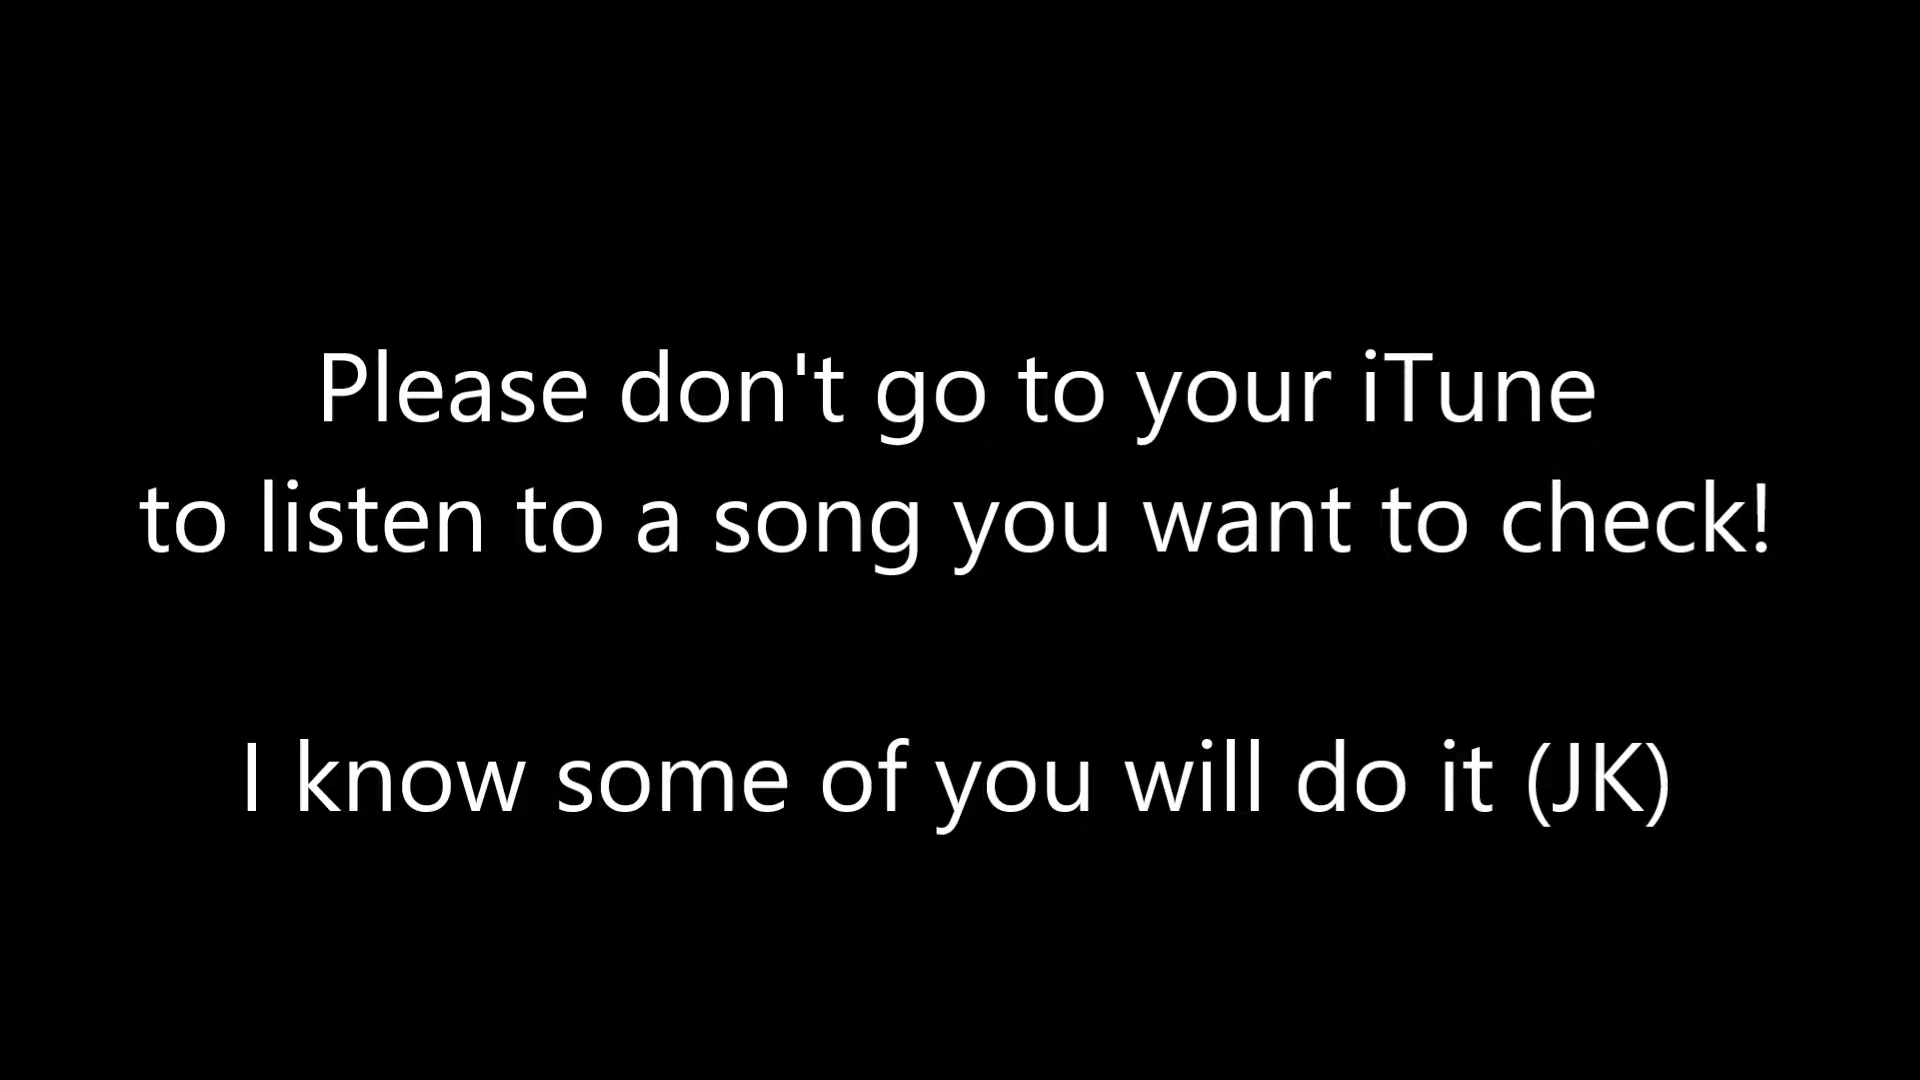 Please don't go to your iTune
to listen to a song you want to check!
I know some of you will do it (JK)